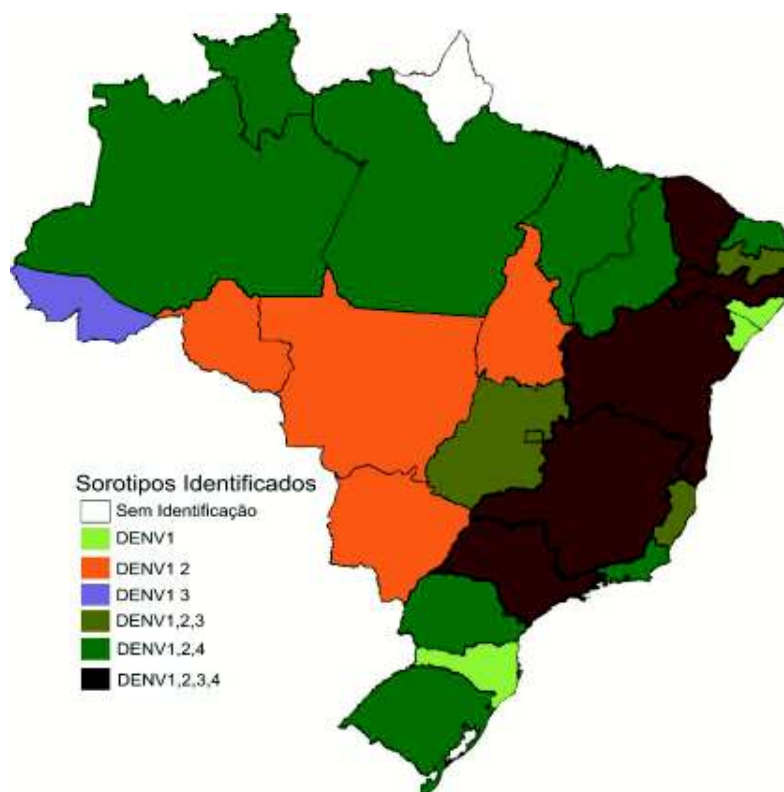 Sorotipos Identificados
Sem Identificação
DENV1
DENV1 2
DENV1 3
DENV1,2,3
DENV1,2,4
DENV1,2,3,4